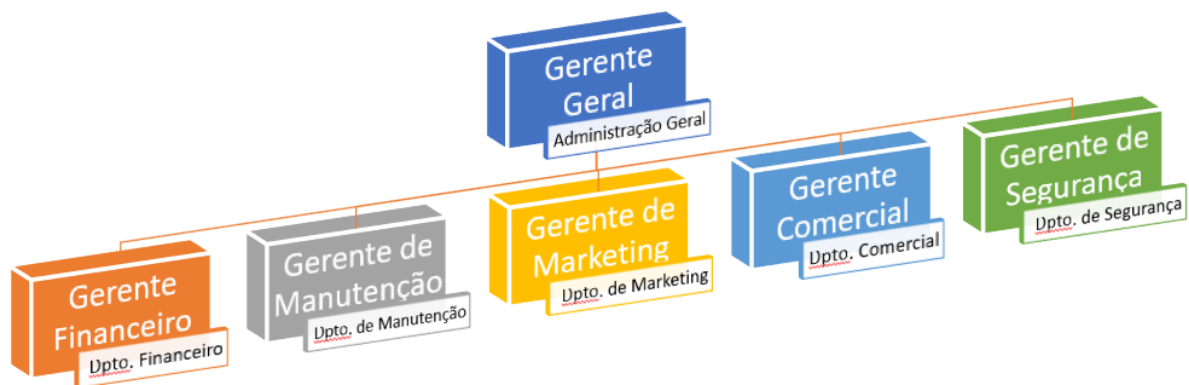 Gerente
Geral
Administração Geral
Gerente
Financeiro
Dpto. Financeiro
Gerente de
Manutenção
Dpto. de Manutenção
Gerente de
Marketing
Dpto. de Marketing
Gerente
Comercial
Dpto. Comercial
Gerente de
Segurança
Dpto. de Segurança